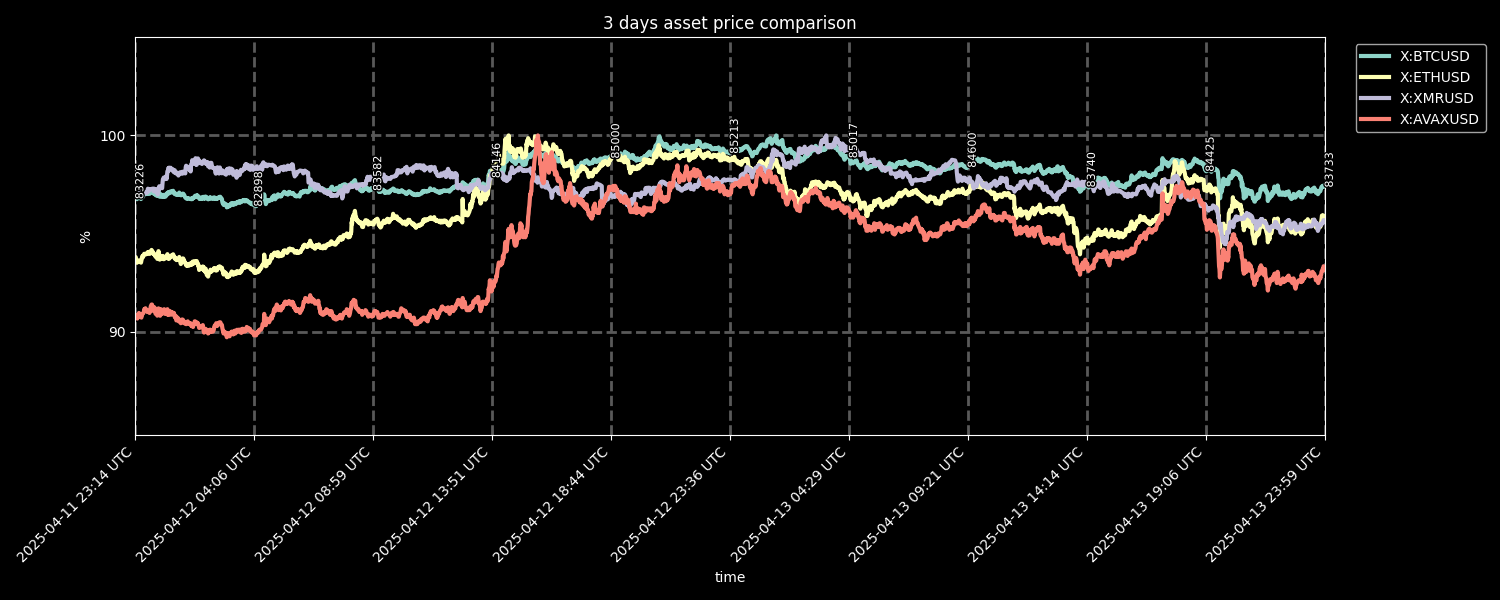 3 days asset price comparison
X:BTCUSD
X:ETHUSD
X:XMRUSD
X:AVAXUSD
100
90
%
83226
82898
83582
84146
85000
85213
85017
84600
83740
84425
83733
2025-04-11 23:14 UTC
2025-04-12 04:06 UTC
2025-04-12 08:59 UTC
2025-04-12 13:51 UTC
2025-04-12 18:44 UTC
2025-04-12 23:36 UTC
2025-04-13 04:29 UTC
2025-04-13 09:21 UTC
2025-04-13 14:14 UTC
2025-04-13 19:06 UTC
2025-04-13 23:59 UTC
time